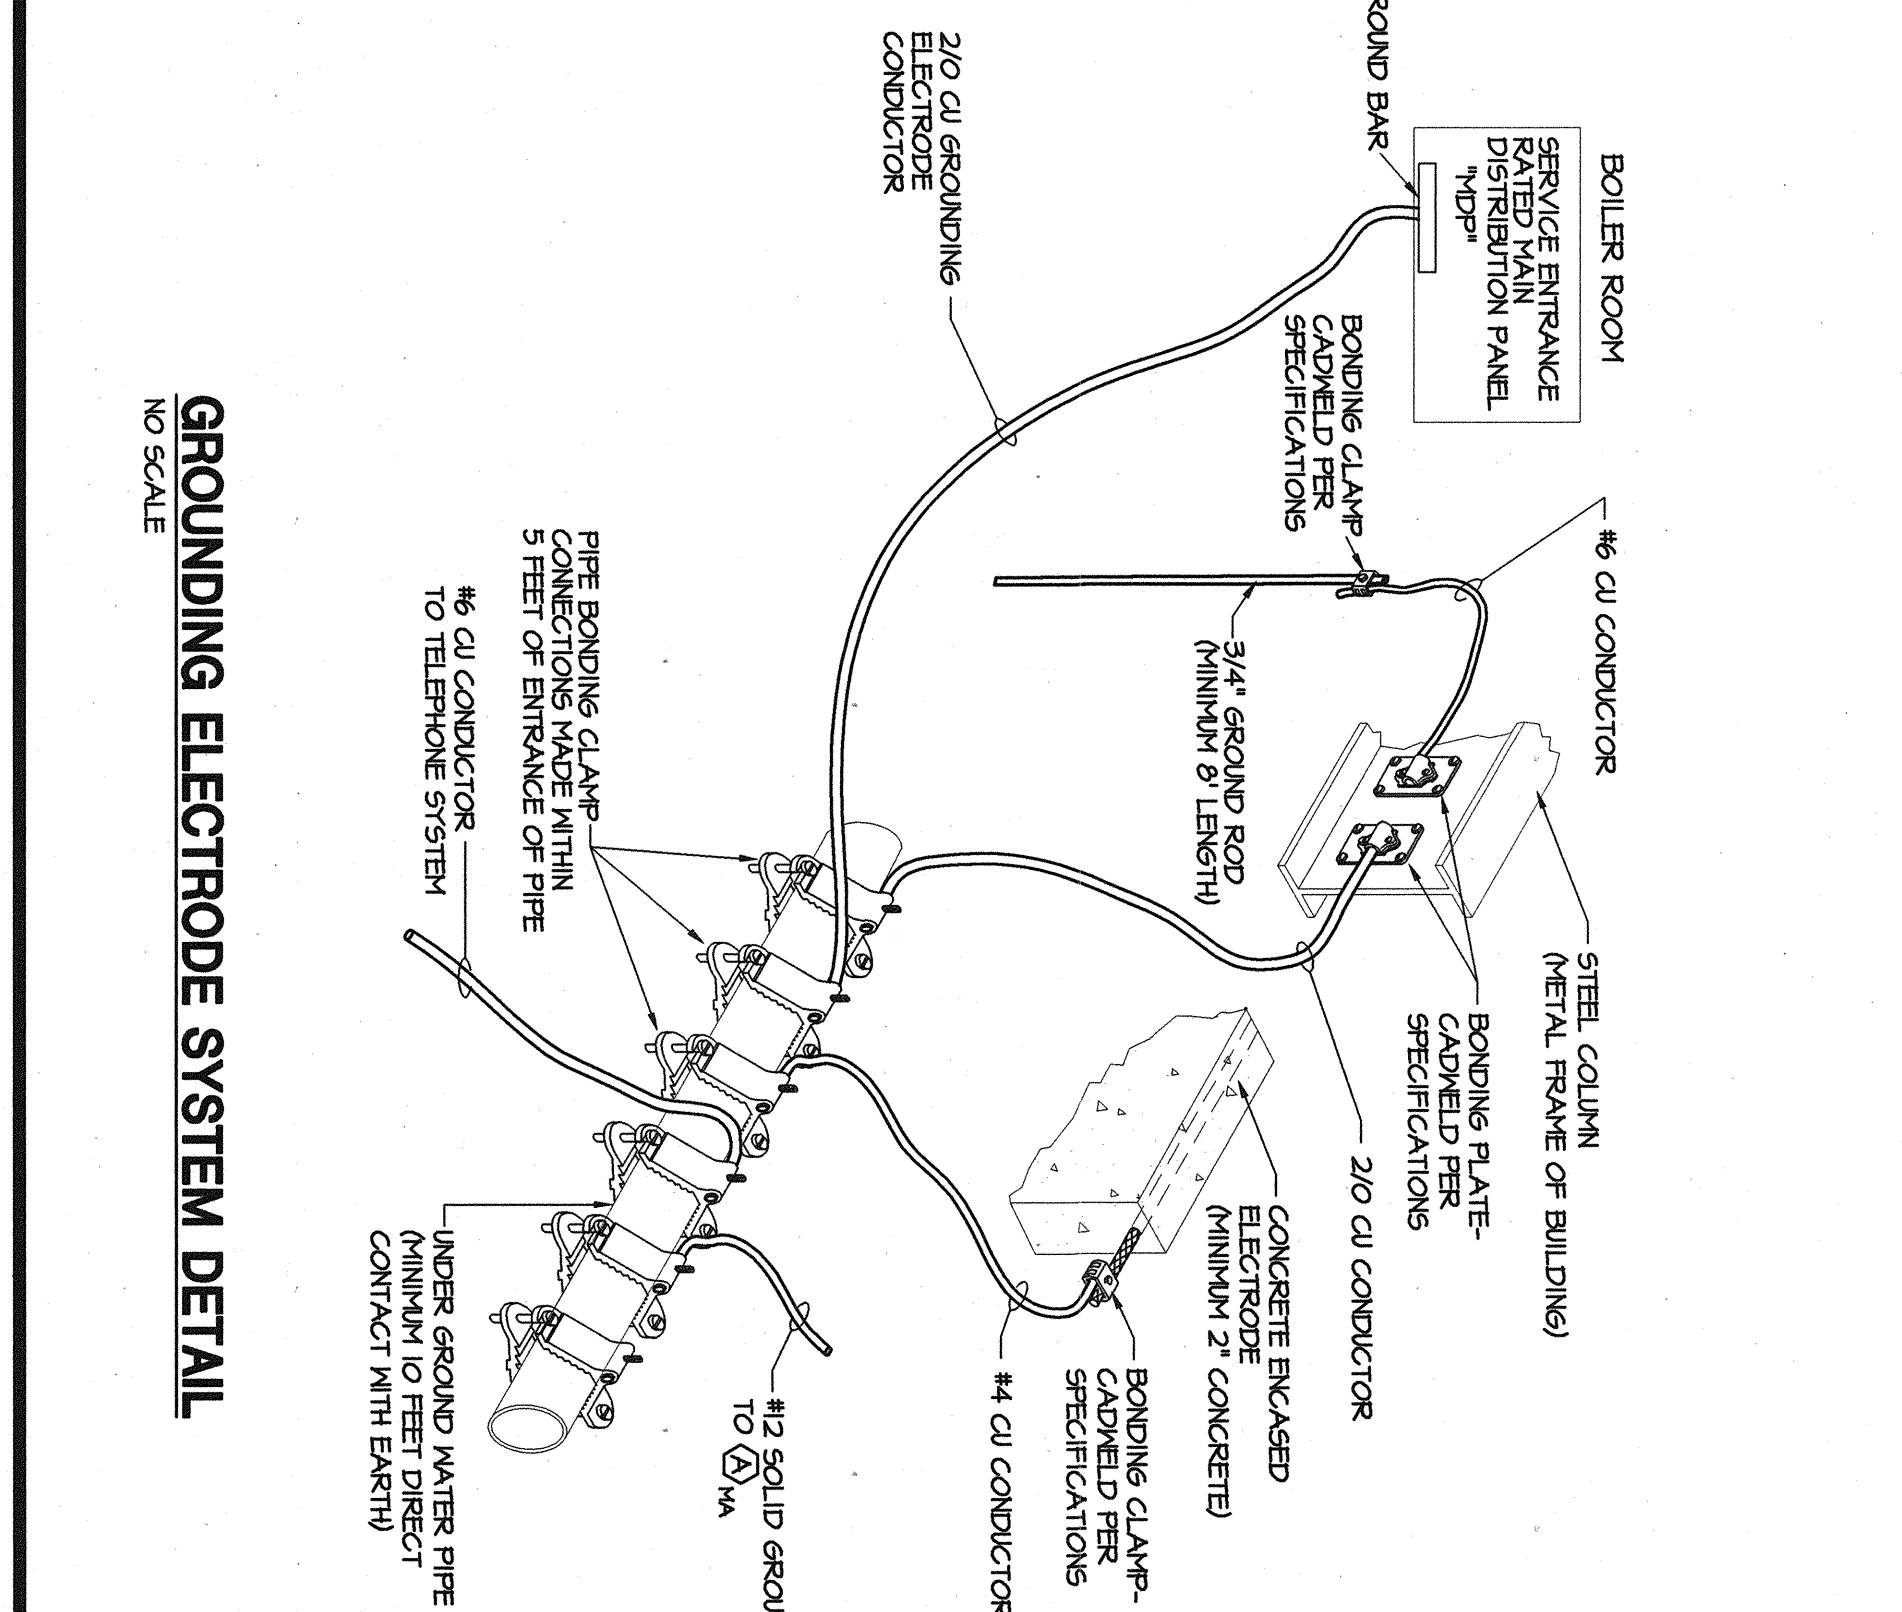 BOILER ROOM
SERVICE ENTRANCE
RATED MAIN
DISTRIBUTION PANEL
"MDP"
ROUND BAR
2/0 CU GROUNDING
ELECTRODE
CONDUCTOR
BONDING CLAMP
CADWELD PER
SPECIFICATIONS
#6 CU CONDUCTOR
3/4" GROUND ROD
(MINIMUM 8' LENGTH)
STEEL COLUMN
(METAL FRAME OF BUILDING)
BONDING PLATE-
CADWELD PER
SPECIFICATIONS
2/0 CU CONDUCTOR
CONCRETE ENCASED
ELECTRODE
(MINIMUM 2" CONCRETE)
BONDING CLAMP-
CADWELD PER
SPECIFICATIONS
#4 CU CONDUCTOR
#12 SOLID GROU
TO A MA
PIPE BONDING CLAMP
CONNECTIONS MADE WITHIN
5 FEET OF ENTRANCE OF PIPE
#6 CU CONDUCTOR
TO TELEPHONE SYSTEM
UNDER GROUND WATER PIPE
(MINIMUM 10 FEET DIRECT
CONTACT WITH EARTH)
GROUNDING ELECTRODE SYSTEM DETAIL
NO SCALE